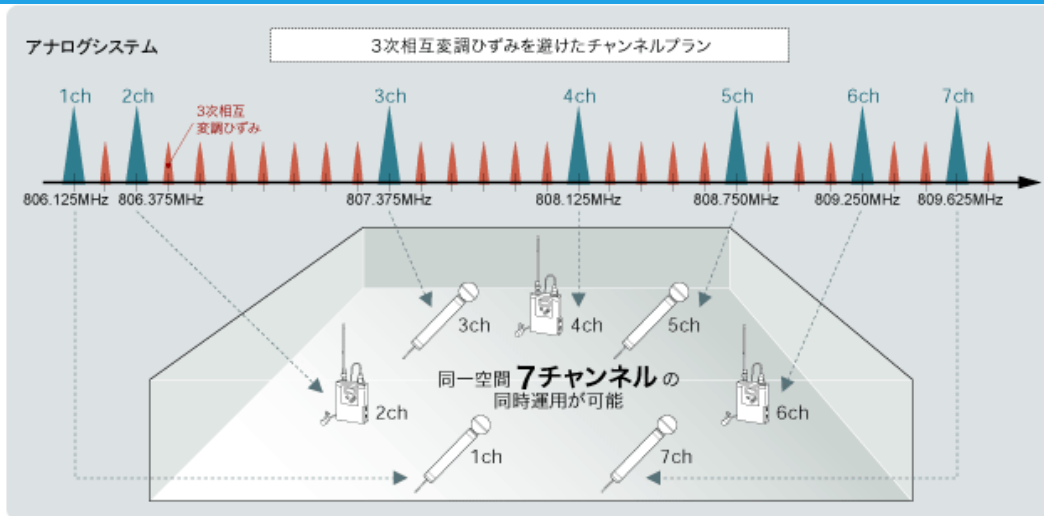 アナログシステム
3次相互変調ひずみを避けたチャンネルプラン
1ch 2ch 3ch 4ch 5ch 6ch 7ch
3次相互
変調ひずみ
806.125MHz 806.375MHz 807.375MHz 808.125MHz 808.750MHz 809.250MHz 809.625MHz
3ch 4ch 5ch
同一空間 7チャンネル の
同時運用が可能
2ch 6ch
1ch 7ch